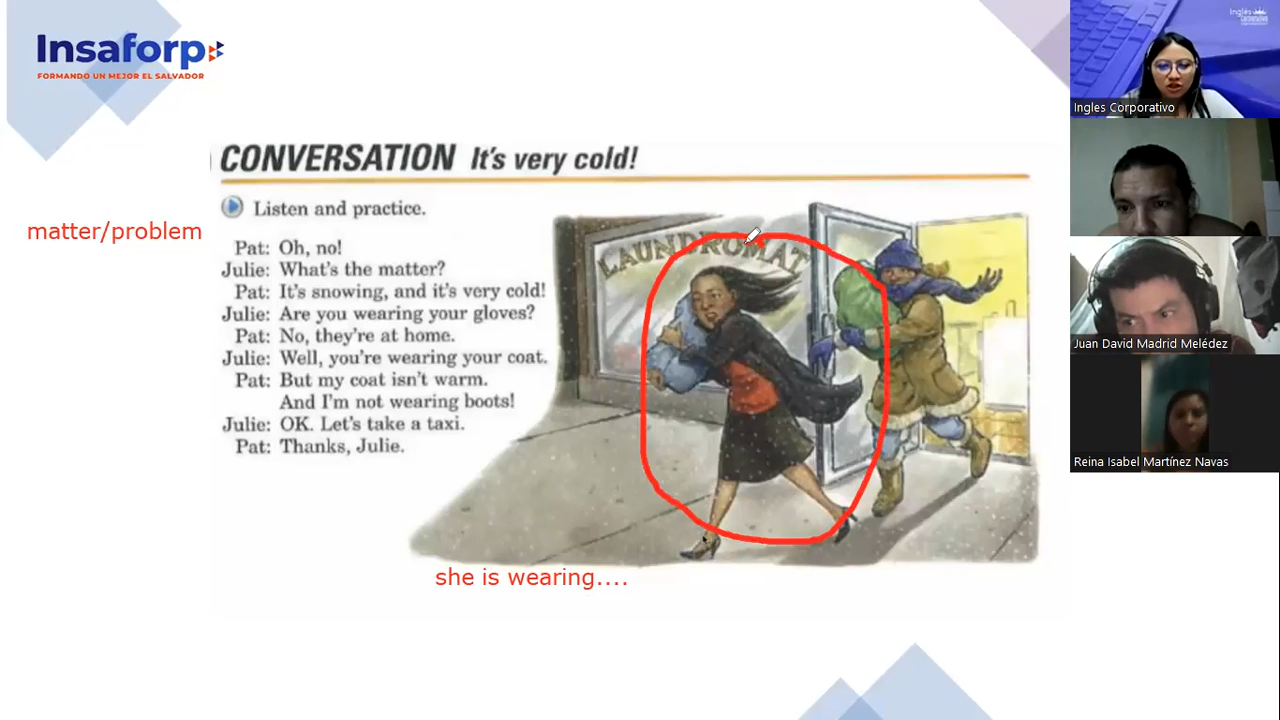 Insaforp
FORMANDO UN MEJOR EL SALVADOR
CONVERSATION It's very cold!
Listen and practice.
matter/problem
Pat: Oh, no!
Julie: What's the matter?
Pat: It's snowing, and it's very cold!
Julie: Are you wearing your gloves?
Pat: No, they're at home.
Julie: Well, you're wearing your coat.
Pat: But my coat isn't warm.
And I'm not wearing boots!
Julie: OK. Let's take a taxi.
Pat: Thanks, Julie.
LAUNDROMAT
she is wearing....
Inglés
Ingles Corporativo
Juan David Madrid Melédez
Reina Isabel Martínez Navas